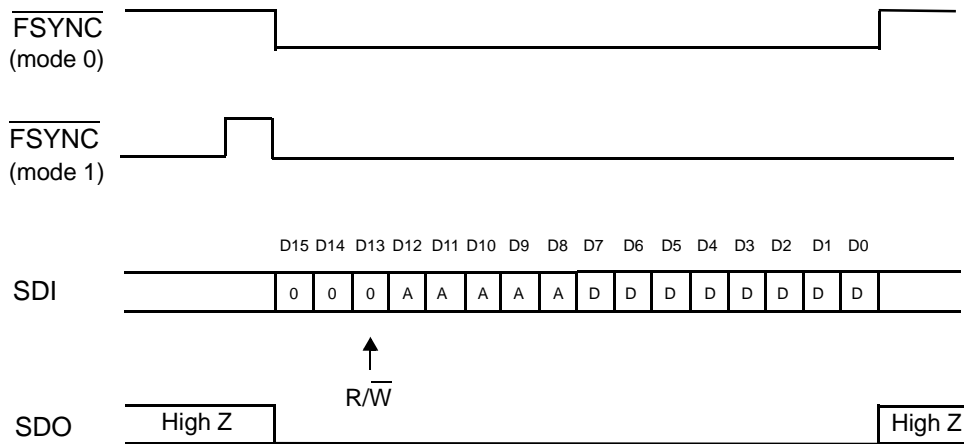 FSYNC
(mode 0)
FSYNC
(mode 1)
D15 D14 D13 D12 D11 D10 D9 D8 D7 D6 D5 D4 D3 D2 D1 D0
SDI 0 0 0 A A A A A D D D D D D D D
R/W
SDO High Z High Z